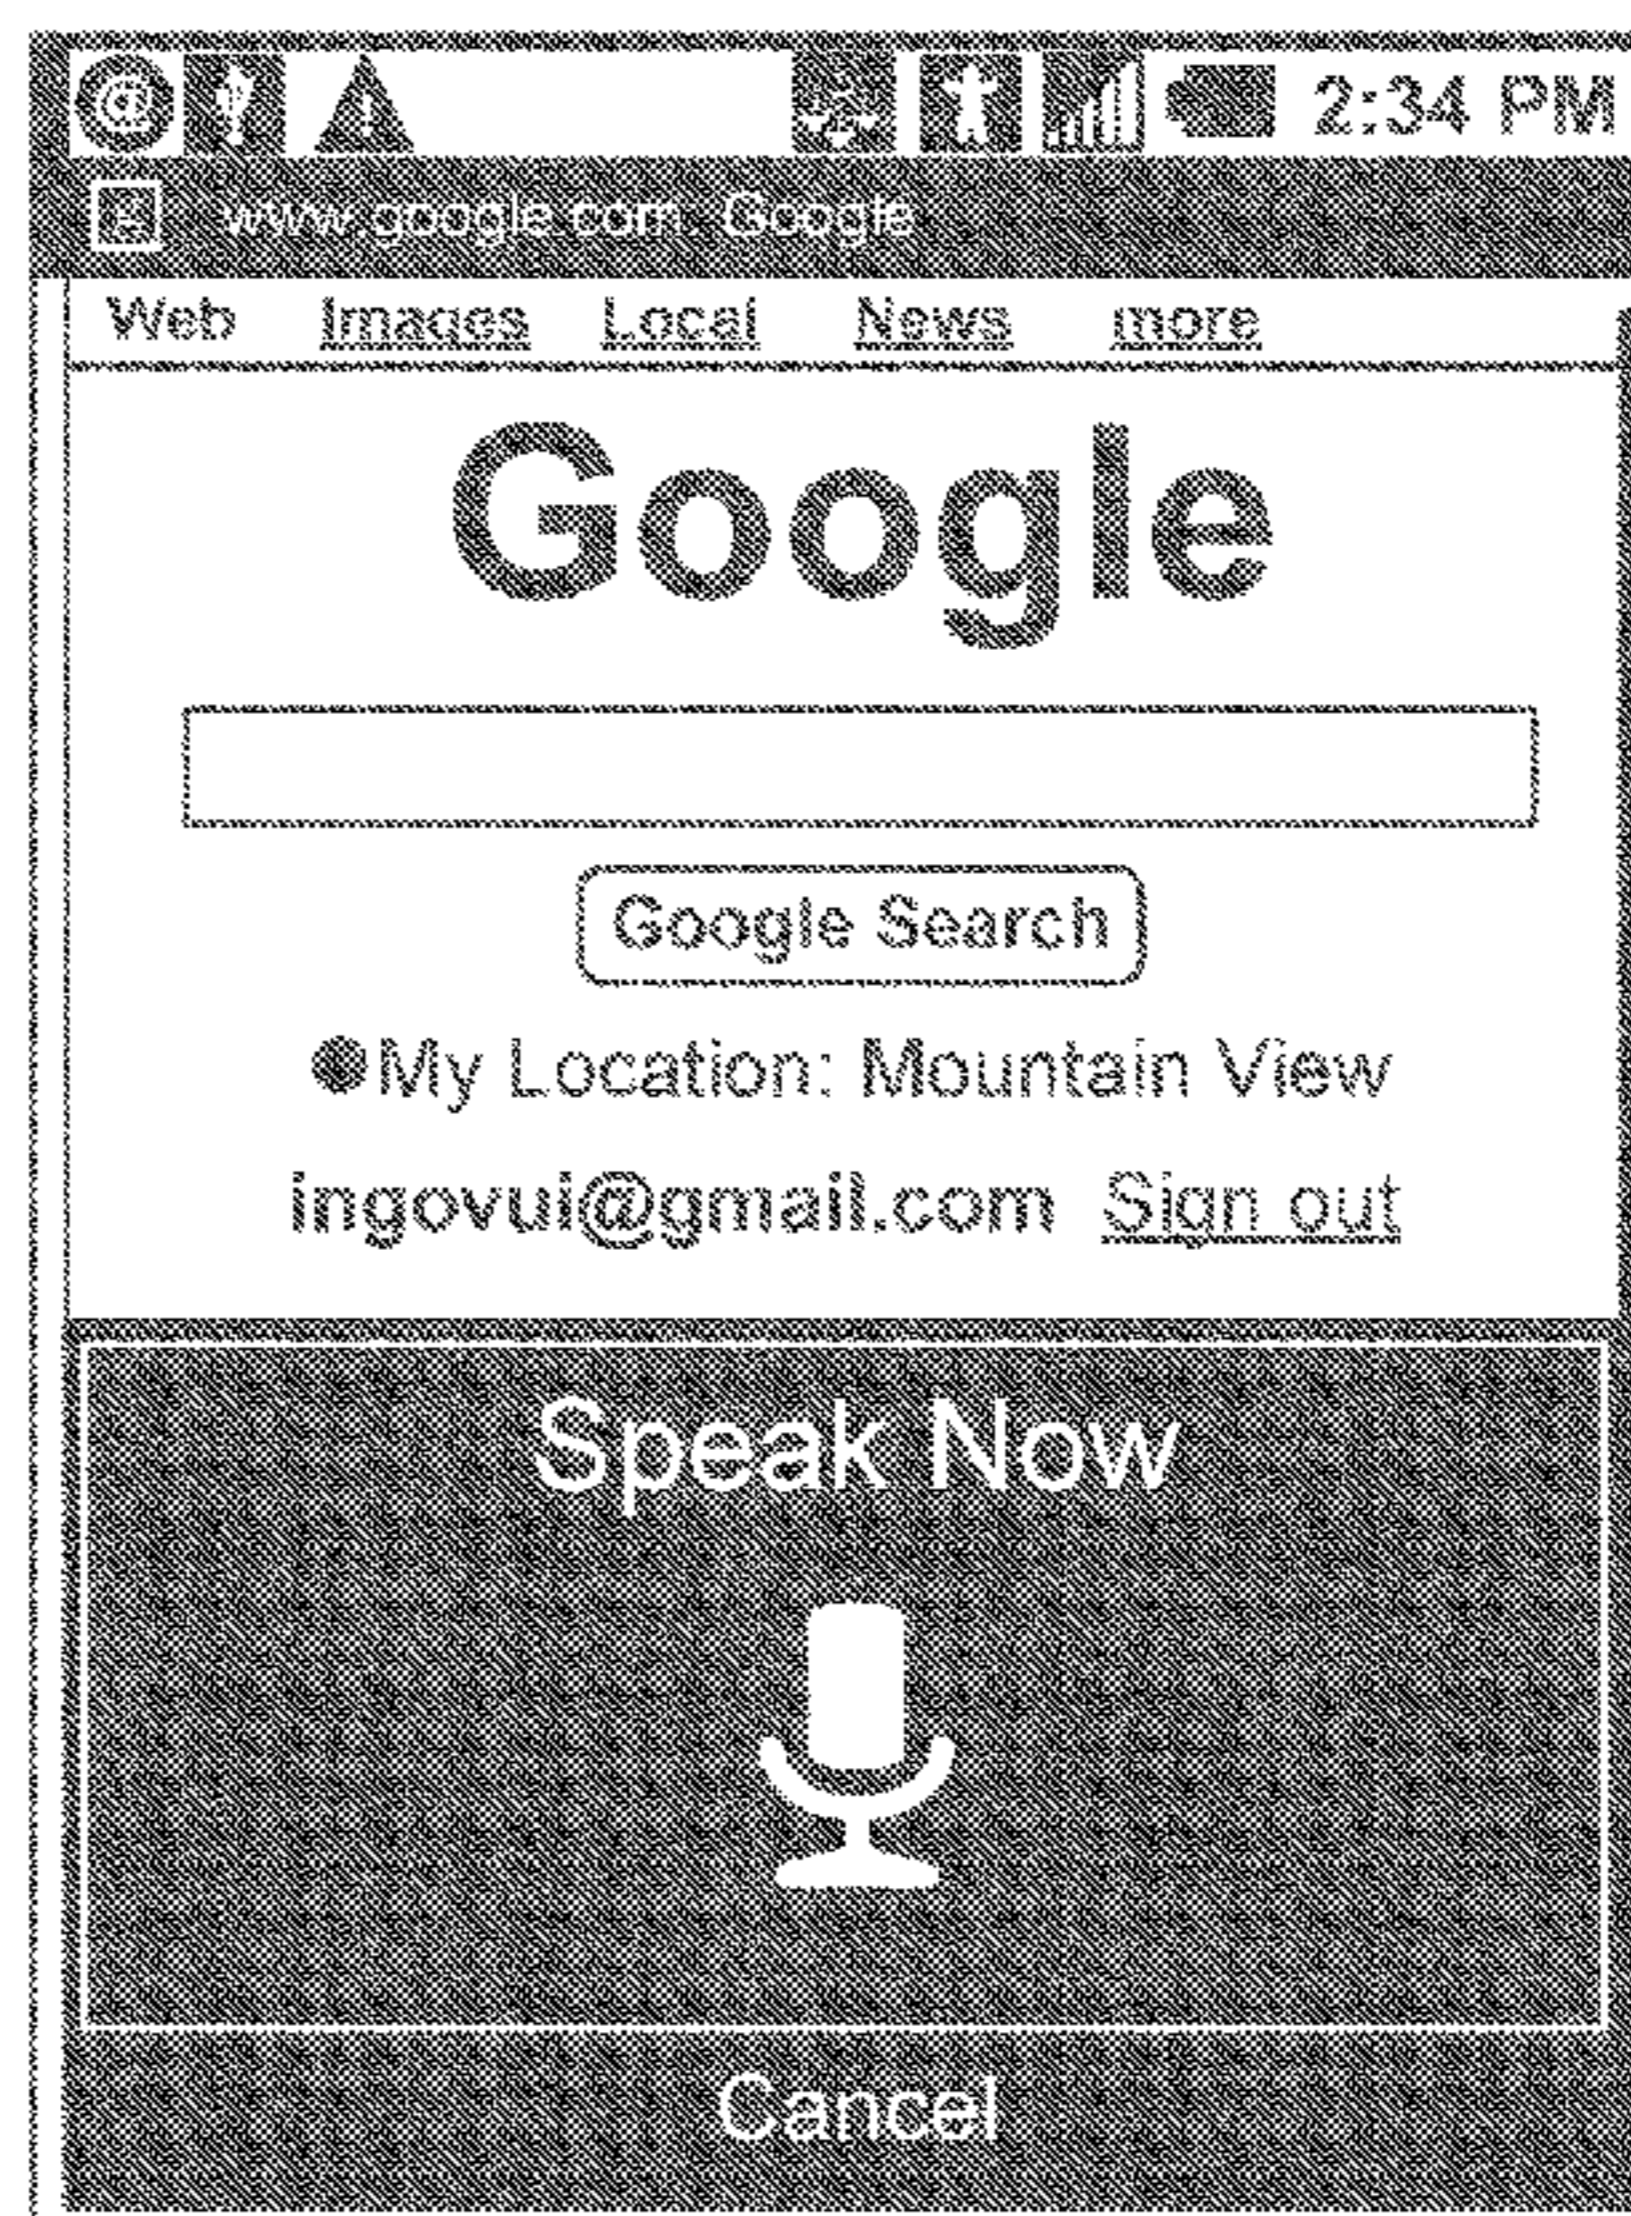 @ ! 2:34 PM
g www.google.com: Google
Web Images Local News more
Google
Google Search
My Location: Mountain View
ingovui@gmail.com Sign out
Speak Now
Cancel